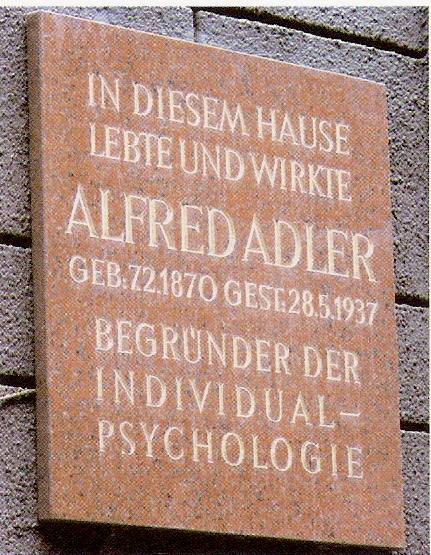 IN DIESEM HAUSE
LEBTE UND WIRKTE
ALFRED ADLER
GEB:7.2.1870 GEST:28.5.1937
BEGRÜNDER DER
INDIVIDUAL-
PSYCHOLOGIE